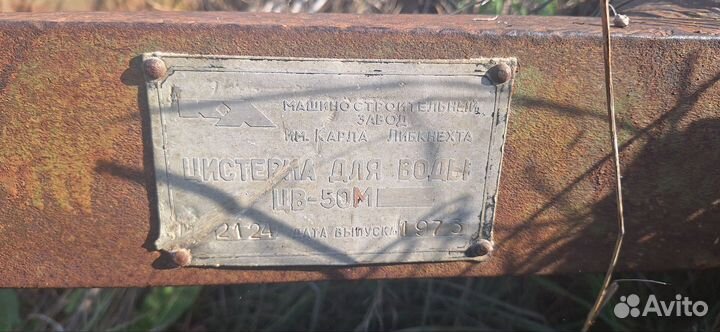 МАШИНОСТРОИТЕЛЬНЫЙ
ЗАВОД
ИМ. КАРЛА ЛИБКНЕХТА
ЦИСТЕРНА ДЛЯ ВОДЫ
ЦВ-50М
2124 ДАТА ВЫПУСКА 1973
Avito